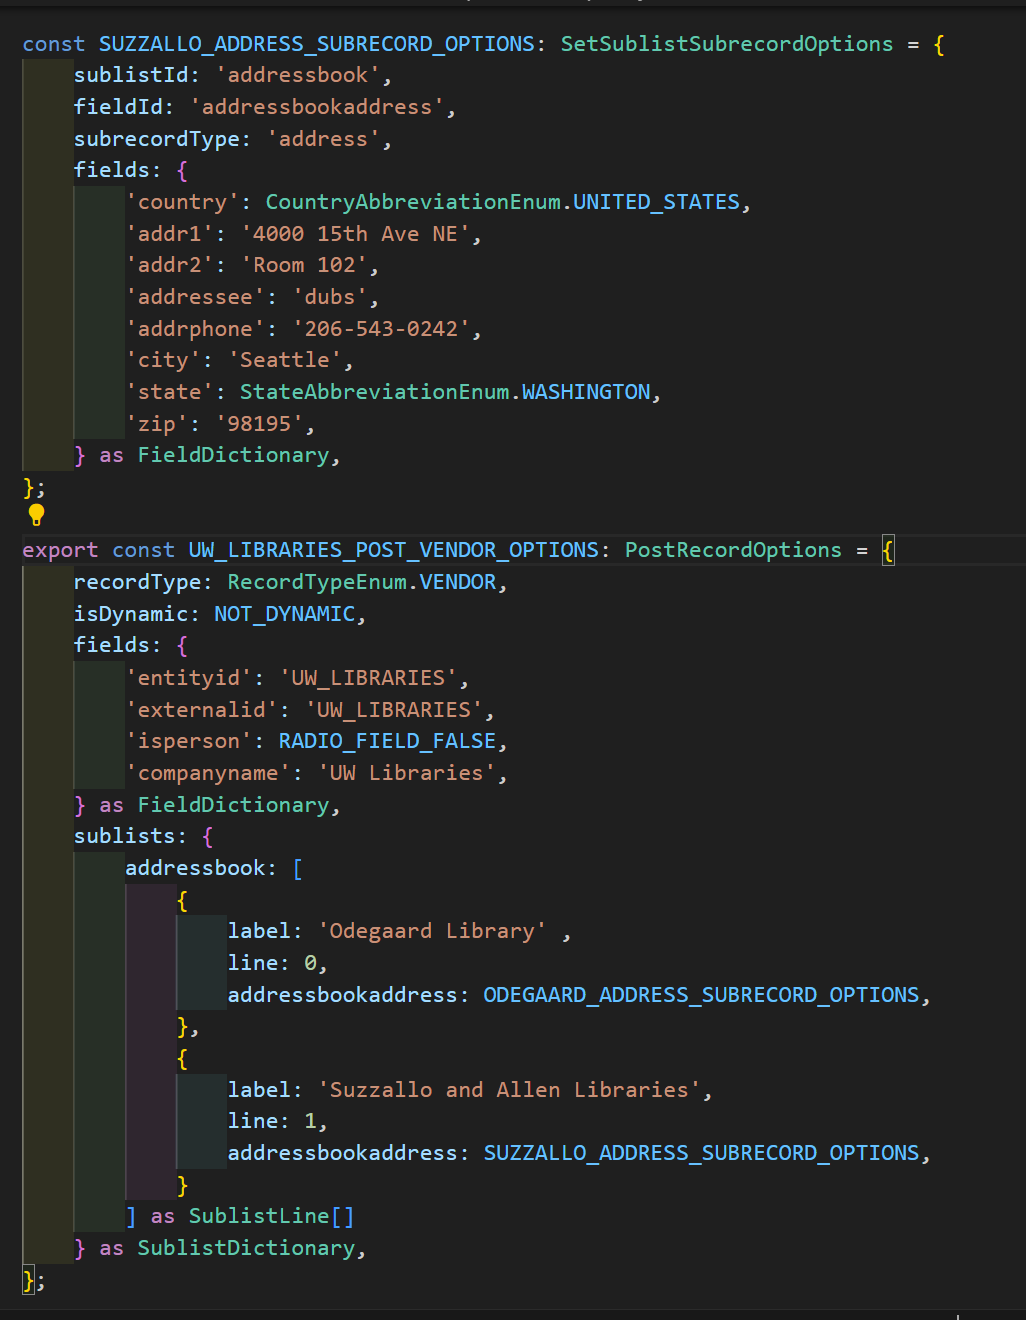 const SUZZALLO_ADDRESS_SUBRECORD_OPTIONS: SetSublistSubrecordOptions = {
    sublistId: 'addressbook',
    fieldId: 'addressbookaddress',
    subrecordType: 'address',
    fields: {
        'country': CountryAbbreviationEnum.UNITED_STATES,
        'addr1': '4000 15th Ave NE',
        'addr2': 'Room 102',
        'addressee': 'dubs',
        'addrphone': '206-543-0242',
        'city': 'Seattle',
        'state': StateAbbreviationEnum.WASHINGTON,
        'zip': '98195',
    } as FieldDictionary,
};
export const UW_LIBRARIES_POST_VENDOR_OPTIONS: PostRecordOptions = {
    recordType: RecordTypeEnum.VENDOR,
    isDynamic: NOT_DYNAMIC,
    fields: {
        'entityid': 'UW_LIBRARIES',
        'externalid': 'UW_LIBRARIES',
        'isperson': RADIO_FIELD_FALSE,
        'companyname': 'UW Libraries',
    } as FieldDictionary,
    sublists: {
        addressbook: [
            {
                label: 'Odegaard Library' ,
                line: 0,
                addressbookaddress: ODEGAARD_ADDRESS_SUBRECORD_OPTIONS,
            },
            {
                label: 'Suzzallo and Allen Libraries',
                line: 1,
                addressbookaddress: SUZZALLO_ADDRESS_SUBRECORD_OPTIONS,
            }
        ] as SublistLine[]
    } as SublistDictionary,
};